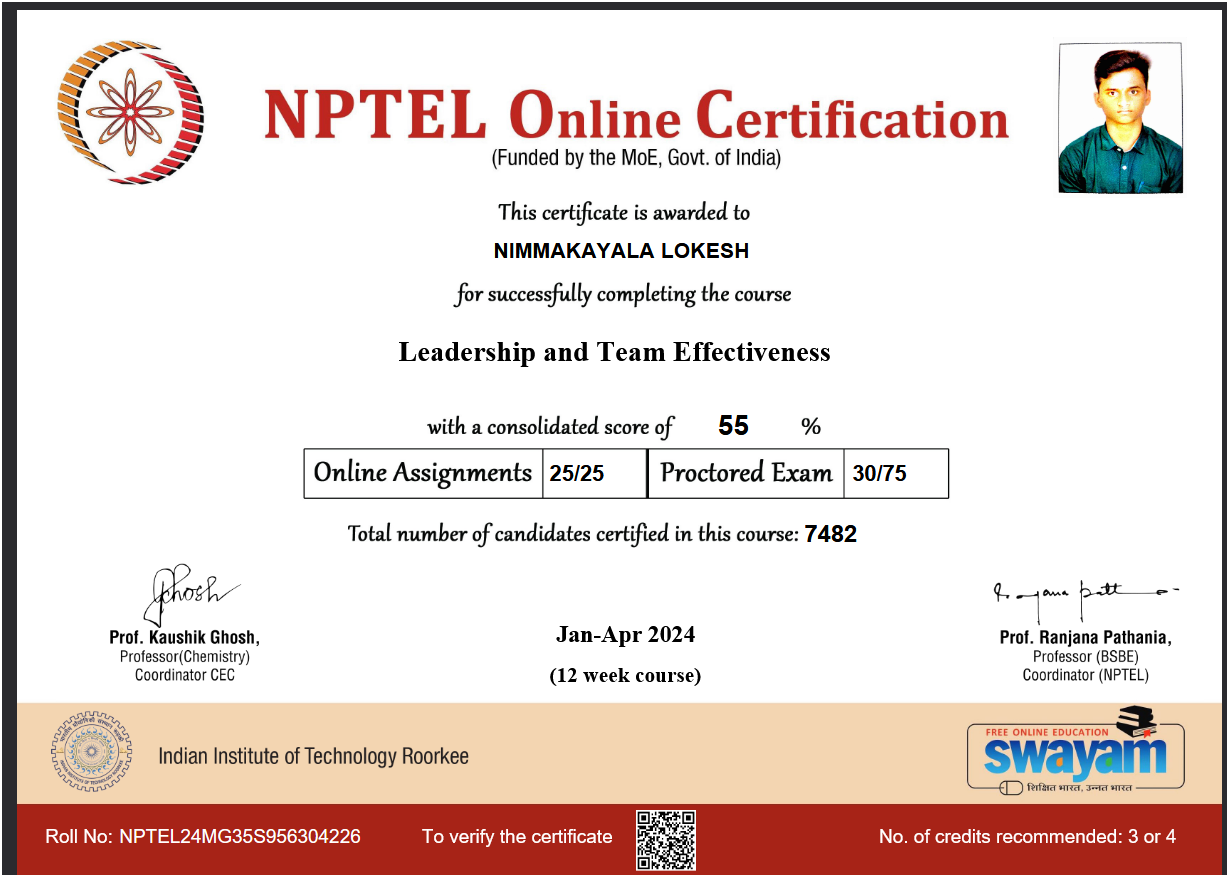 NPTEL Online Certification
(Funded by the MoE, Govt. of India)
This certificate is awarded to
NIMMAKAYALA LOKESH
for successfully completing the course
Leadership and Team Effectiveness
with a consolidated score of 55 %
Online Assignments 25/25 Proctored Exam 30/75
Total number of candidates certified in this course: 7482
Prof. Kaushik Ghosh,
Professor(Chemistry)
Coordinator CEC
Jan-Apr 2024
(12 week course)
Prof. Ranjana Pathania,
Professor (BSBE)
Coordinator (NPTEL)
Indian Institute of Technology Roorkee
FREE ONLINE EDUCATION
swayam
शिक्षित भारत, उन्नत भारत
Roll No: NPTEL24MG35S956304226
To verify the certificate
No. of credits recommended: 3 or 4